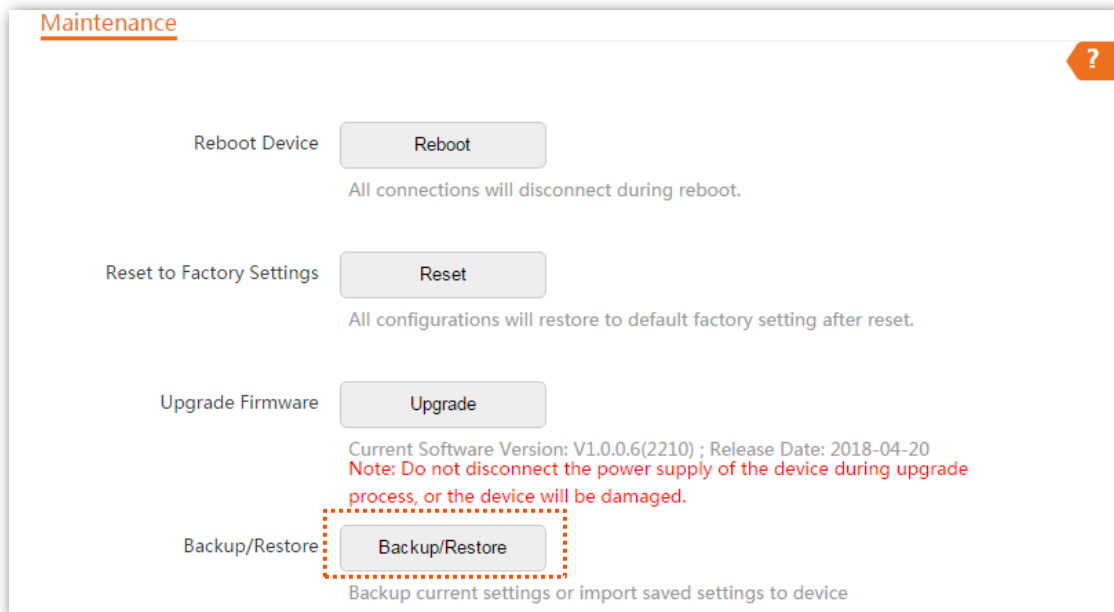 Maintenance
?
Reboot Device
Reboot
All connections will disconnect during reboot.
Reset to Factory Settings
Reset
All configurations will restore to default factory setting after reset.
Upgrade Firmware
Upgrade
Current Software Version: V1.0.0.6(2210) ; Release Date: 2018-04-20
Note: Do not disconnect the power supply of the device during upgrade
process, or the device will be damaged.
Backup/Restore
Backup/Restore
Backup current settings or import saved settings to device